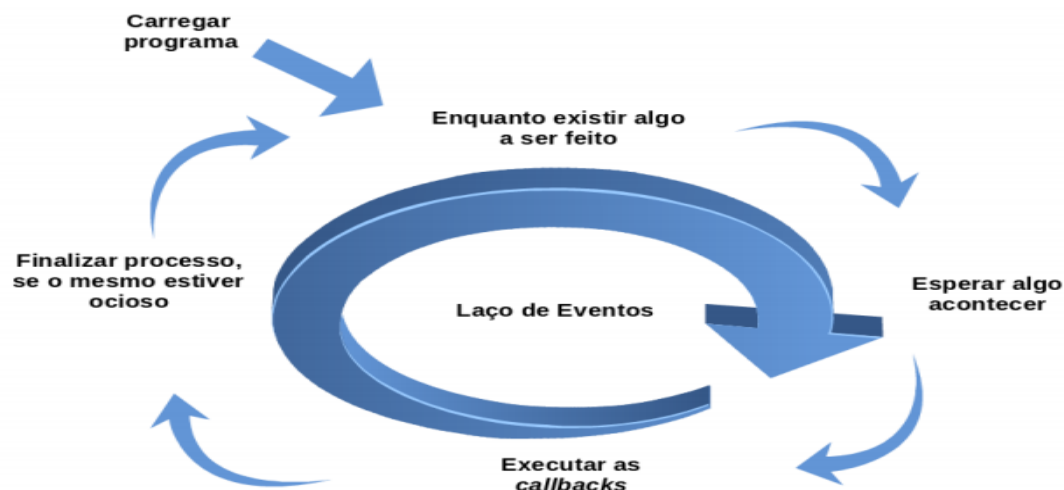 Carregar
programa
Enquanto existir algo
a ser feito
Esperar algo
acontecer
Executar as
callbacks
Finalizar processo,
se o mesmo estiver
ocioso
Laço de Eventos